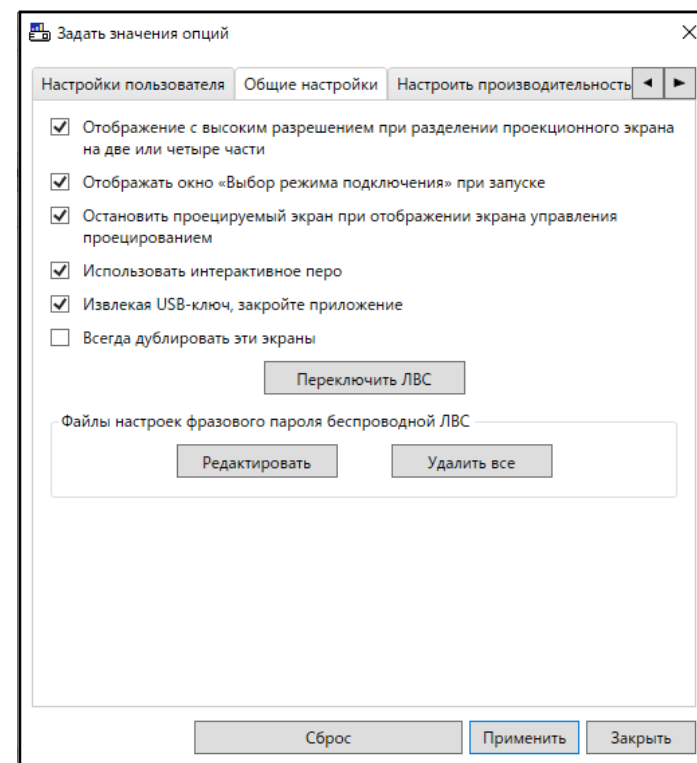 Задать значения опций
Настройки пользователя Общие настройки Настроить производительность
Отображение с высоким разрешением при разделении проекционного экрана
на две или четыре части
Отображать окно «Выбор режима подключения» при запуске
Остановить проецируемый экран при отображении экрана управления
проецированием
Использовать интерактивное перо
Извлекая USB-ключ, закройте приложение
Всегда дублировать эти экраны
Переключить ЛВС
Файлы настроек фразового пароля беспроводной ЛВС
Редактировать Удалить все
Сброс Применить Закрыть